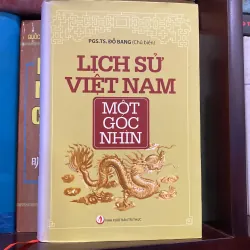 PGS.TS. ĐỖ BANG (Chủ biên)
LỊCH SỬ
VIỆT NAM
MỘT
GÓC
NHÌN